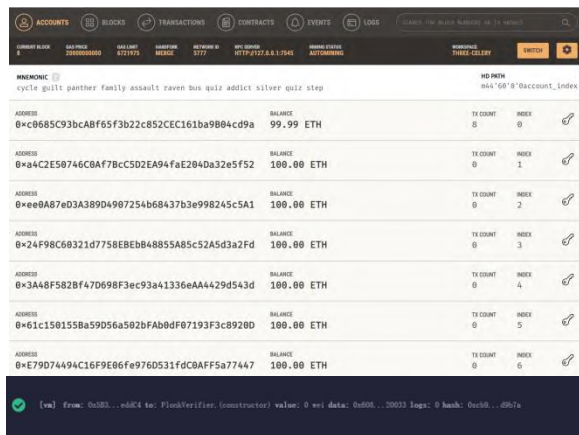 ACCOUNTS BLOCKS TRANSACTIONS CONTRACTS EVENTS LOGS SEARCH FOR BLOCK NUMBERS OR TX HASHES
CURRENT BLOCK GAS PRICE GAS LIMIT HARDFORK NETWORK ID RPC SERVER MINING STATUS WORKSPACE SWITCH
8 20000000000 6721975 MERGE 5777 HTTP://127.0.0.1:7545 AUTOMINING THREE-CELERY
MNEMONIC HD PATH
cycle guilt panther family assault raven bus quiz addict silver quiz step m44'60'0'0account_index
ADDRESS BALANCE TX COUNT INDEX
0×c0685C93bcABf65f3b22c852CEC161ba9B04cd9a 99.99 ETH 8 0
ADDRESS BALANCE TX COUNT INDEX
0×a4C2E50746C0Af7BcC5D2EA94faE204Da32e5f52 100.00 ETH 0 1
ADDRESS BALANCE TX COUNT INDEX
0×ee0A87eD3A389D4907254b68437b3e998245c5A1 100.00 ETH 0 2
ADDRESS BALANCE TX COUNT INDEX
0×24F98C60321d7758EBEbB48855A85c52A5d3a2Fd 100.00 ETH 0 3
ADDRESS BALANCE TX COUNT INDEX
0×3A48F582Bf47D698F3ec93a41336eAA4429d543d 100.00 ETH 0 4
ADDRESS BALANCE TX COUNT INDEX
0×61c150155Ba59D56a502bFAb0dF07193F3c8920D 100.00 ETH 0 5
ADDRESS BALANCE TX COUNT INDEX
0×E79D74494C16F9E06fe976D531fdC0AFF5a77447 100.00 ETH 0 6
[vm] from: 0x5B3...eddC4 to: PlonkVerifier.(constructor) value: 0 wei data: 0x608...20033 logs: 0 hash: 0xcb0...d9b7a